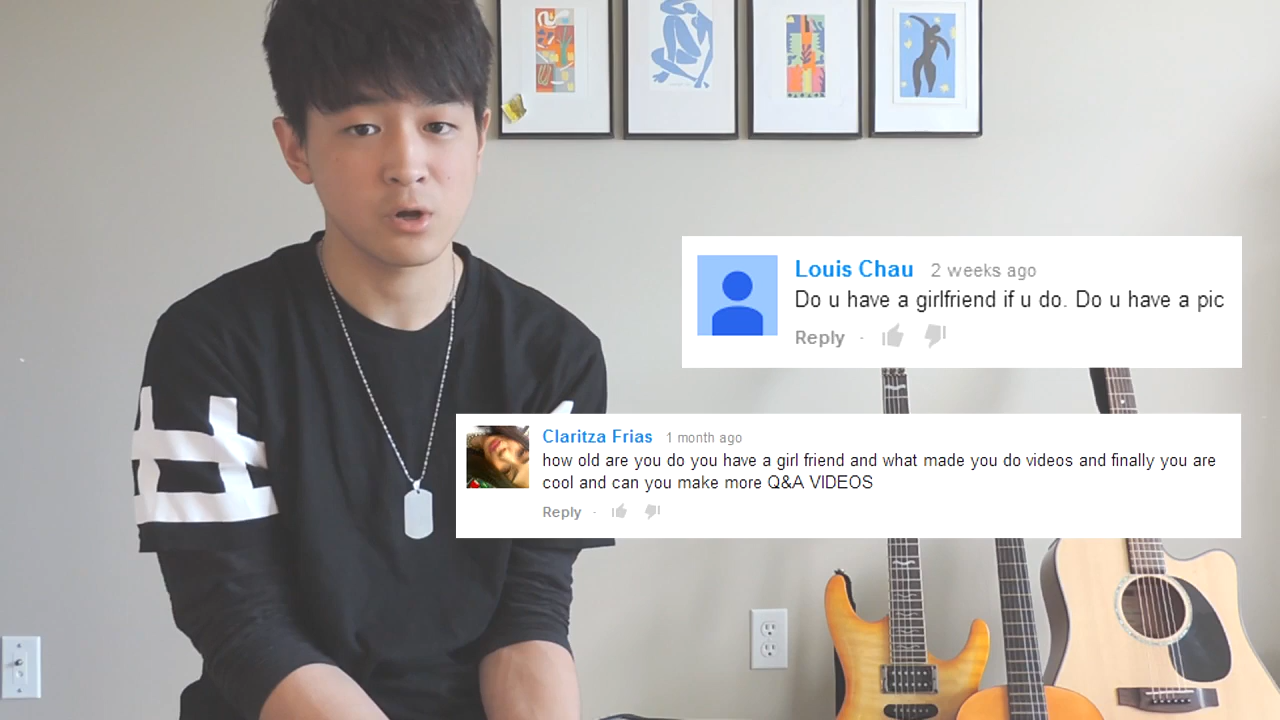 Louis Chau 2 weeks ago
Do u have a girlfriend if u do. Do u have a pic
Reply ·
Claritza Frias 1 month ago
how old are you do you have a girl friend and what made you do videos and finally you are
cool and can you make more Q&A VIDEOS
Reply ·